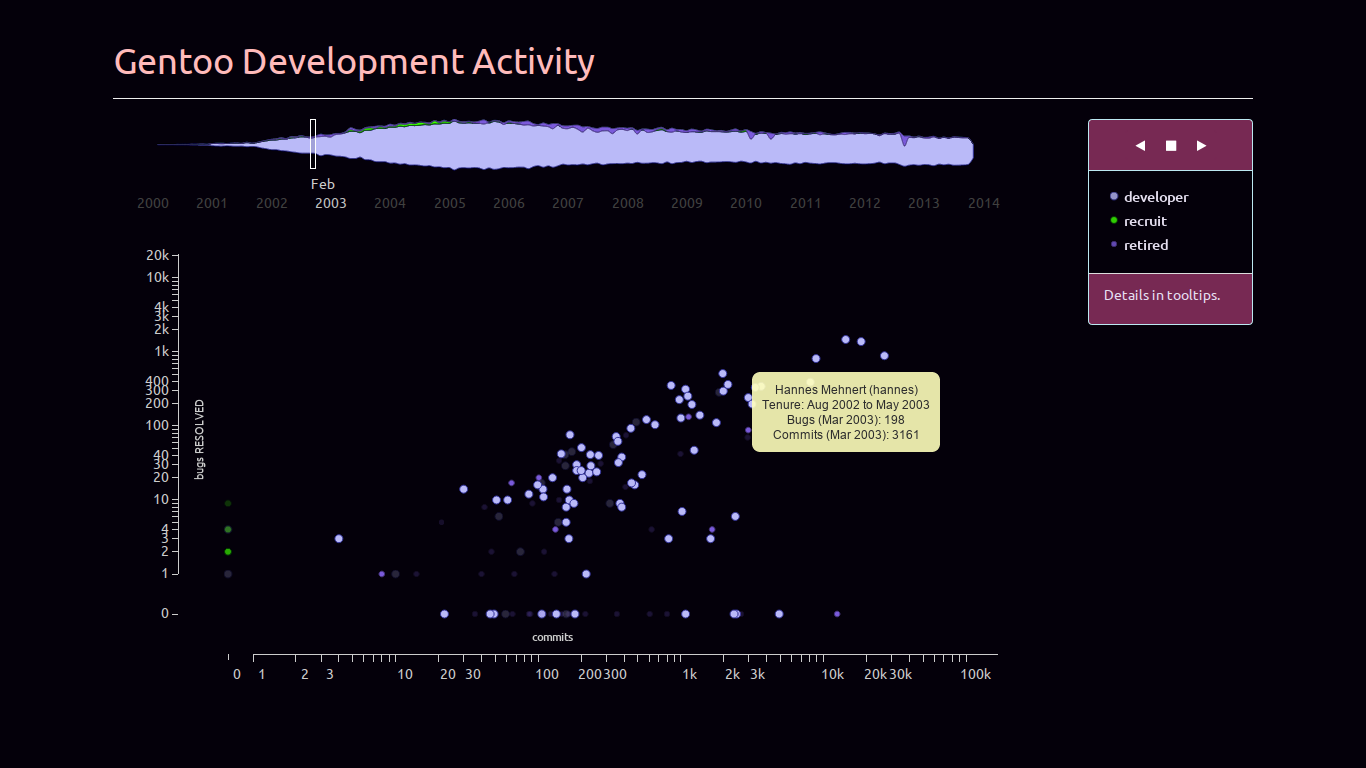 Gentoo Development Activity
Feb
2000 2001 2002 2003 2004 2005 2006 2007 2008 2009 2010 2011 2012 2013 2014
developer
recruit
retired
Details in tooltips.
20k
10k
4k
3k
2k
1k
400
300
200
100
40
30
20
10
4
3
2
1
0
bugs RESOLVED
Hannes Mehnert (hannes)
Tenure: Aug 2002 to May 2003
Bugs (Mar 2003): 198
Commits (Mar 2003): 3161
commits
0 1 2 3 10 20 30 100 200 300 1k 2k 3k 10k 20k 30k 100k